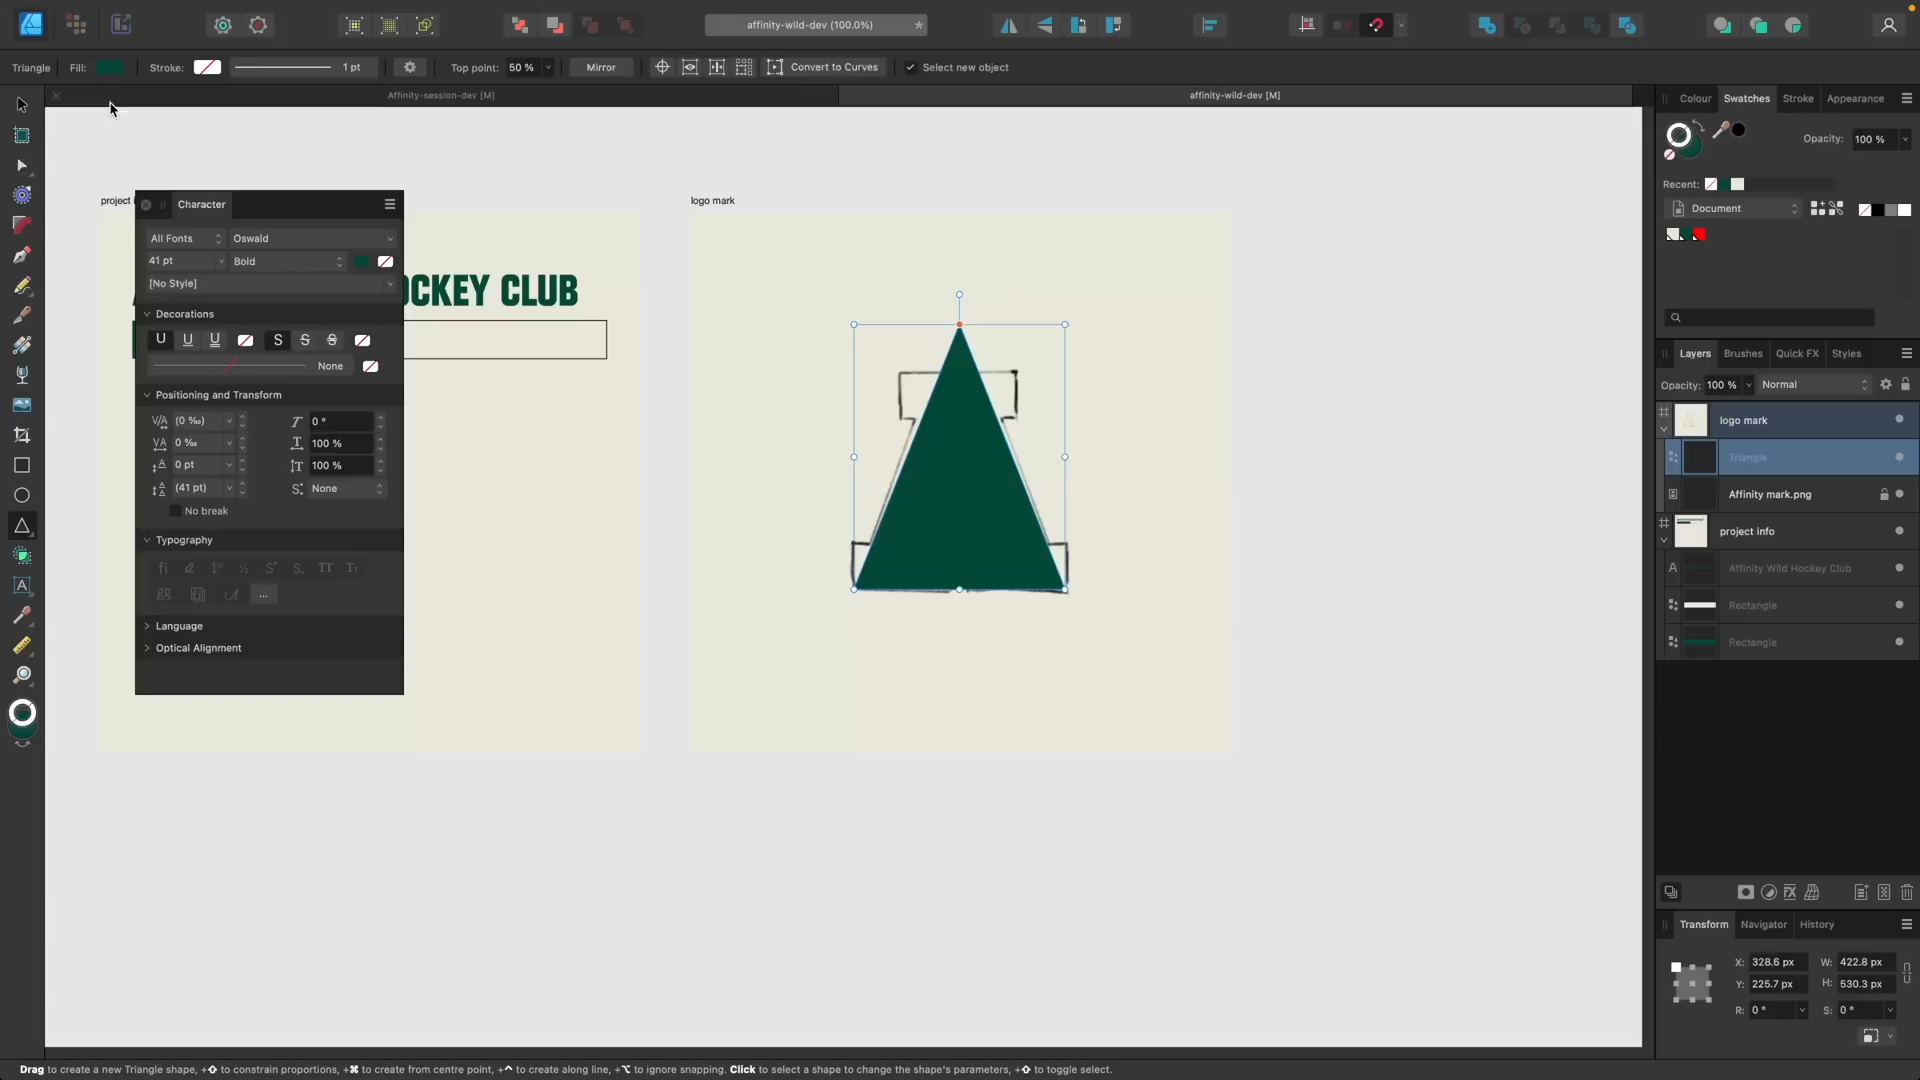 affinity-wild-dev (100.0%)
Triangle
Fill:
Stroke:
1 pt
Top point:
50 %
Mirror
Convert to Curves
Select new object
Affinity-session-dev [M]
affinity-wild-dev [M]
project
Character
All Fonts
Oswald
41 pt
Bold
[No Style]
Decorations
U U U S S S
None
Positioning and Transform
(0 ‰)
0 °
0 ‰
100 %
0 pt
100 %
(41 pt)
None
No break
Typography
...
Language
Optical Alignment
OCKEY CLUB
logo mark
Colour
Swatches
Stroke
Appearance
Opacity:
100 %
Recent:
Document
Layers
Brushes
Quick FX
Styles
Opacity:
100 %
Normal
logo mark
Triangle
Affinity mark.png
project info
Affinity Wild Hockey Club
Rectangle
Rectangle
Transform
Navigator
History
X: 328.6 px
W: 422.8 px
Y: 225.7 px
H: 530.3 px
R: 0 °
S: 0 °
Drag to create a new Triangle shape, +⇧ to constrain proportions, +⌘ to create from centre point, +^ to create along line, +⌥ to ignore snapping. Click to select a shape to change the shape's parameters, +⇧ to toggle select.